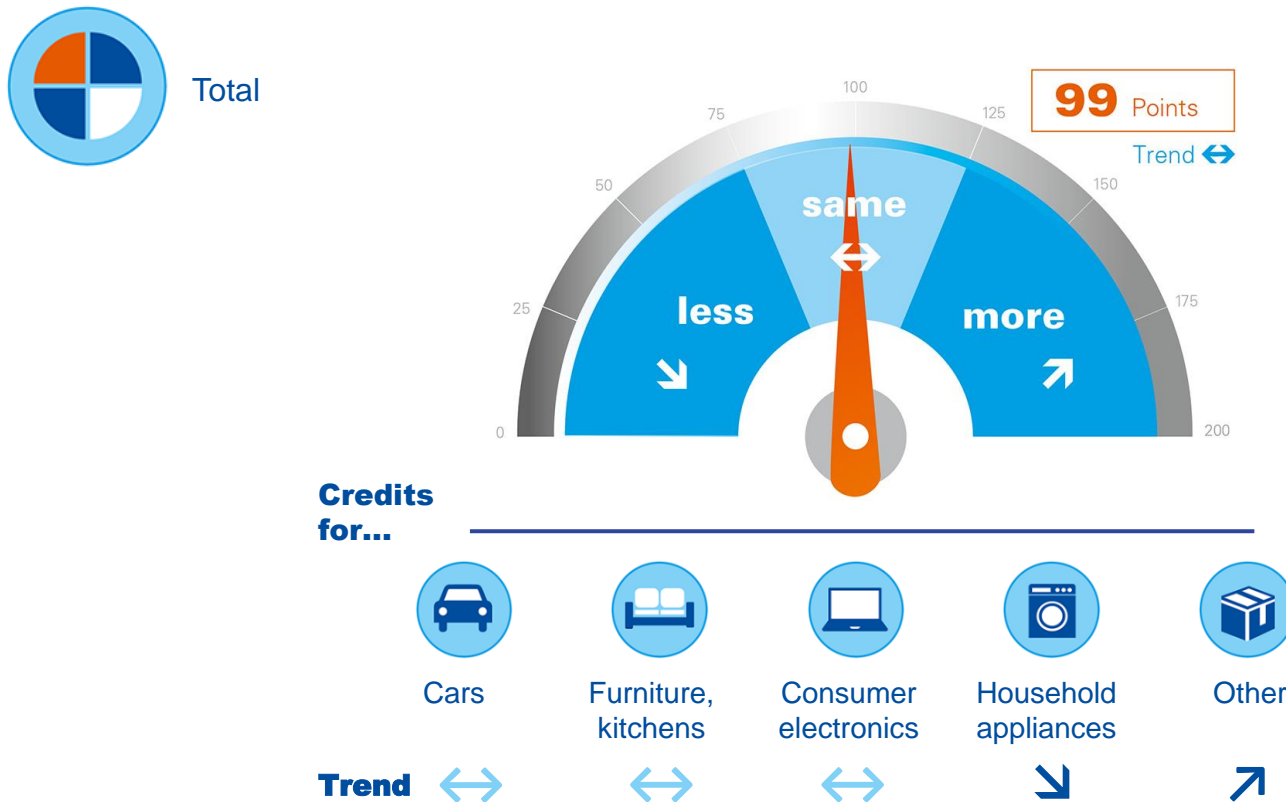 Total
99 Points
Trend
0
25
50
75
100
125
150
175
200
less
same
more
Credits
for...
Cars
Furniture,
kitchens
Consumer
electronics
Household
appliances
Other
Trend